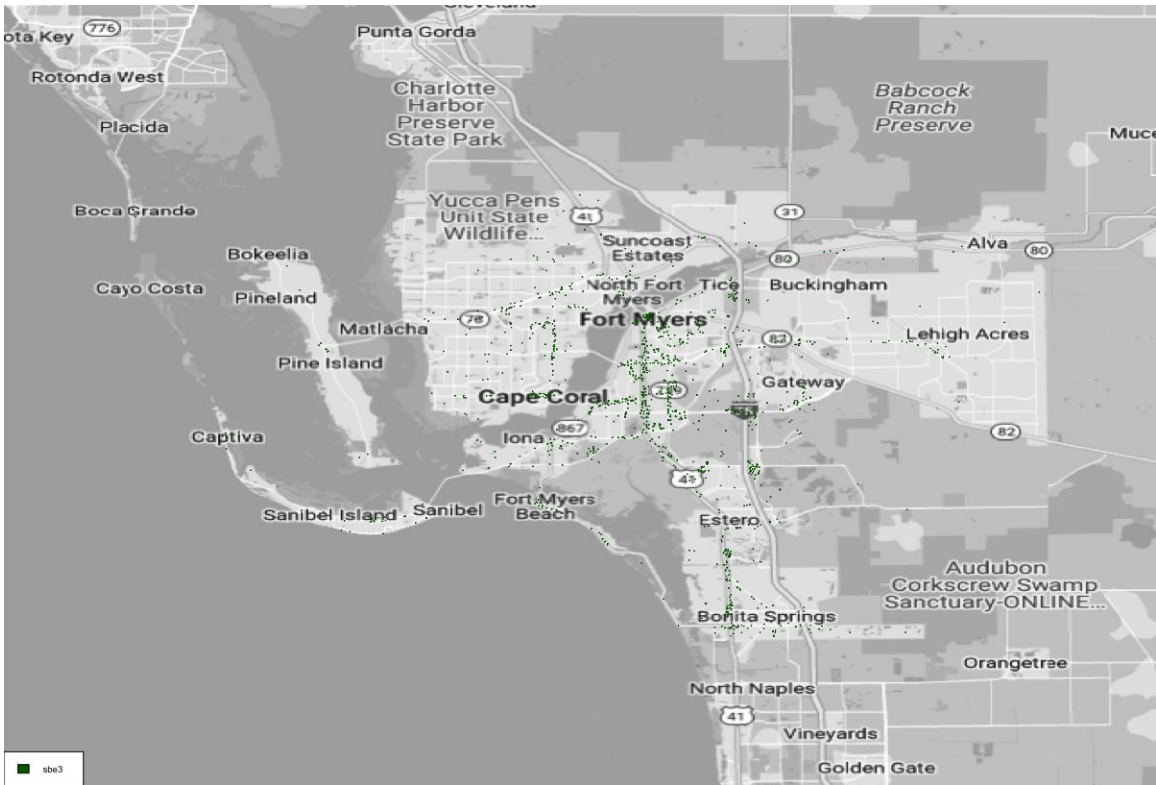 Cleveland
776
ota Key
Punta Gorda
Rotonda West
Charlotte
Harbor
Preserve
State Park
Babcock
Ranch
Preserve
Placida
Muce
Yucca Pens
Unit State
Wildlife...
Boca Grande
41
31
Suncoast
Estates
Alva
80
Bokeelia
80
Cayo Costa
Pineland
North Fort
Myers
Tice
Buckingham
Matlacha
78
Fort Myers
82
Lehigh Acres
Pine Island
Gateway
Cape Coral
Captiva
Iona
867
82
41
Sanibel Island
Sanibel
Fort Myers
Beach
Estero
Audubon
Corkscrew Swamp
Sanctuary-ONLINE...
Bonita Springs
Orangetree
North Naples
41
Vineyards
Golden Gate
sbe3